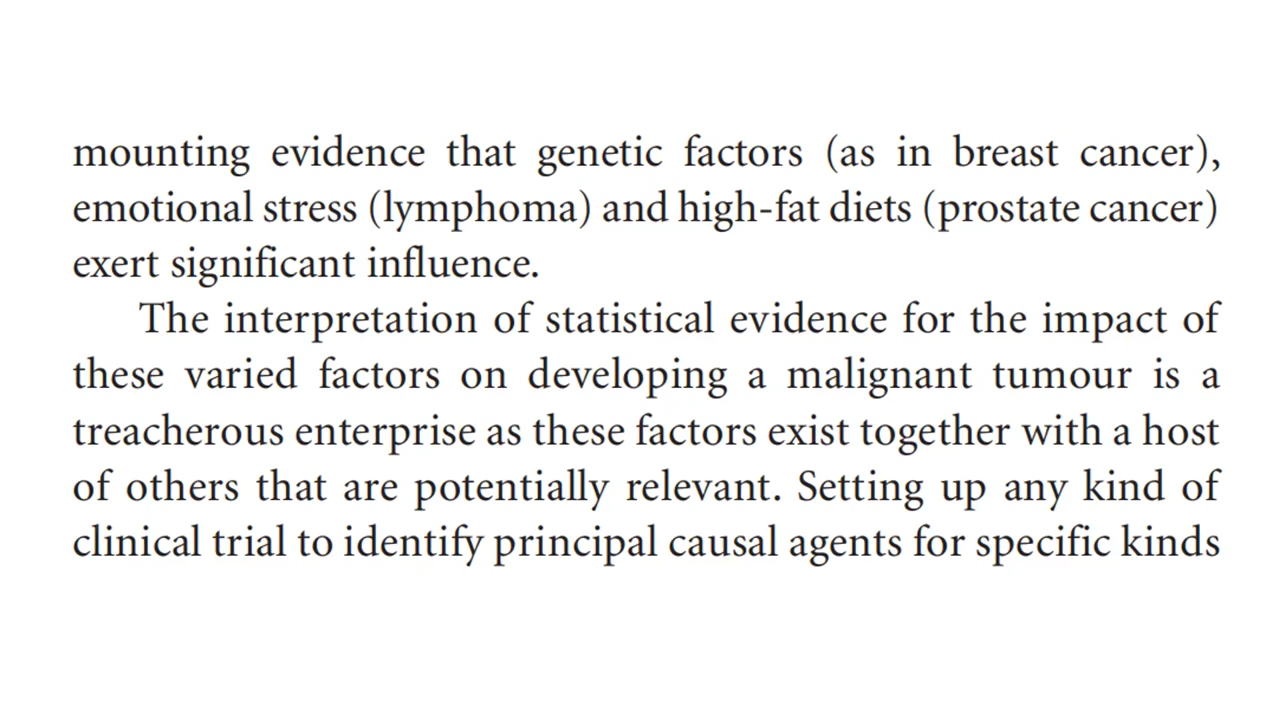 mounting evidence that genetic factors (as in breast cancer),
emotional stress (lymphoma) and high-fat diets (prostate cancer)
exert significant influence.
The interpretation of statistical evidence for the impact of
these varied factors on developing a malignant tumour is a
treacherous enterprise as these factors exist together with a host
of others that are potentially relevant. Setting up any kind of
clinical trial to identify principal causal agents for specific kinds